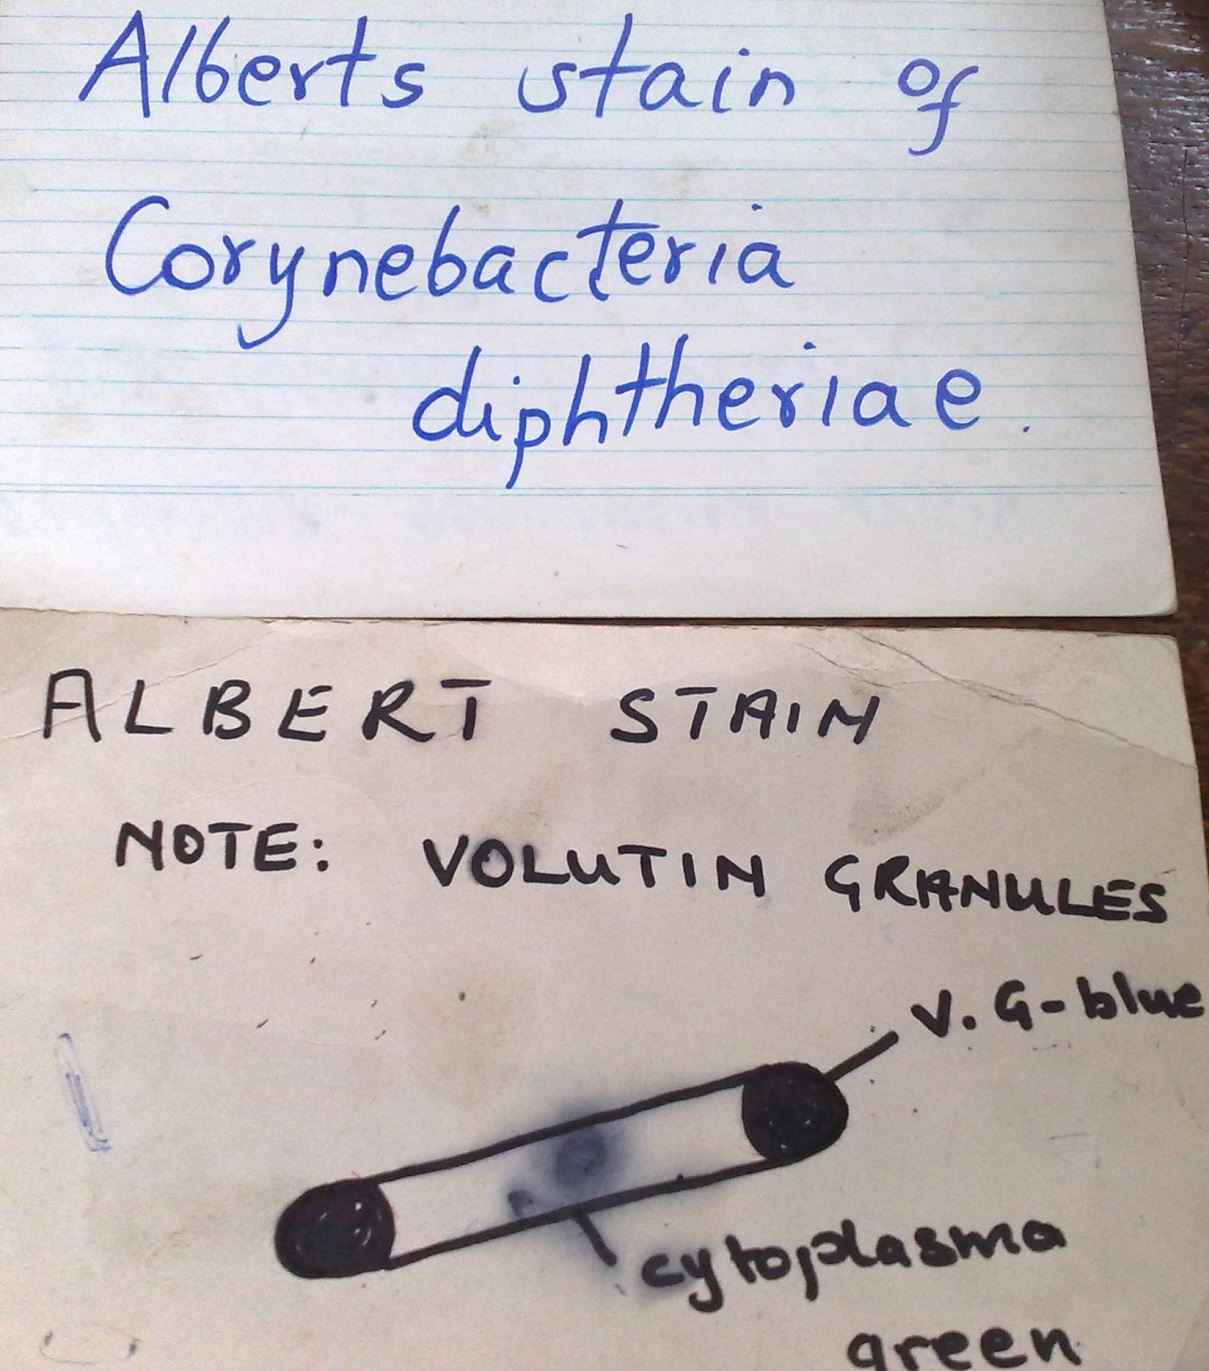 Alberts stain of
Corynebacteria
diphtheriae.
ALBERT STAIN
NOTE: VOLUTIN GRANULES
V. G-blue
cytoplasma
green